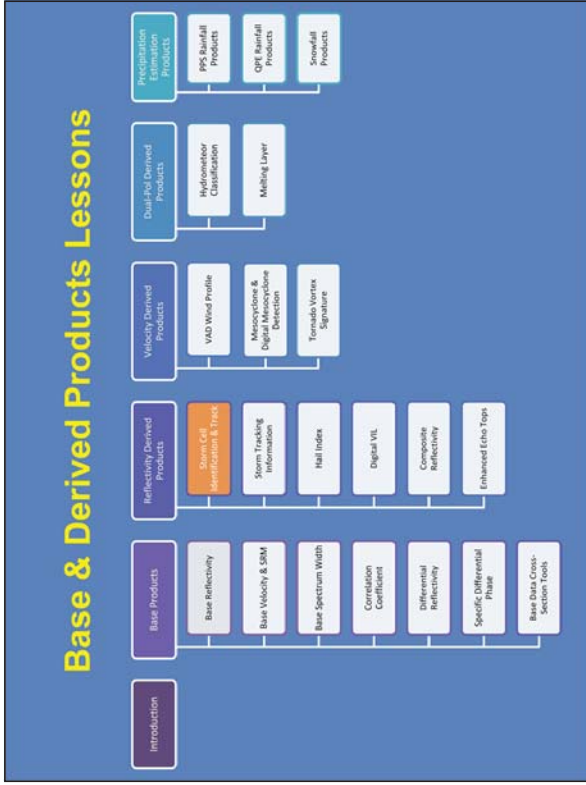 Base & Derived Products Lessons
Introduction
Base Products
Base Reflectivity
Base Velocity & SRM
Base Spectrum Width
Correlation
Coefficient
Differential
Reflectivity
Specific Differential
Phase
Base Data Cross-
Section Tools
Reflectivity Derived
Products
Storm Cell
Identification & Track
Storm Tracking
Information
Hail Index
Digital VIL
Composite
Reflectivity
Enhanced Echo Tops
Velocity Derived
Products
VAD Wind Profile
Mesocyclone &
Digital Mesocyclone
Detection
Tornado Vortex
Signature
Dual-Pol Derived
Products
Hydrometeor
Classification
Melting Layer
Precipitation
Estimation
Products
PPS Rainfall
Products
QPE Rainfall
Products
Snowfall
Products